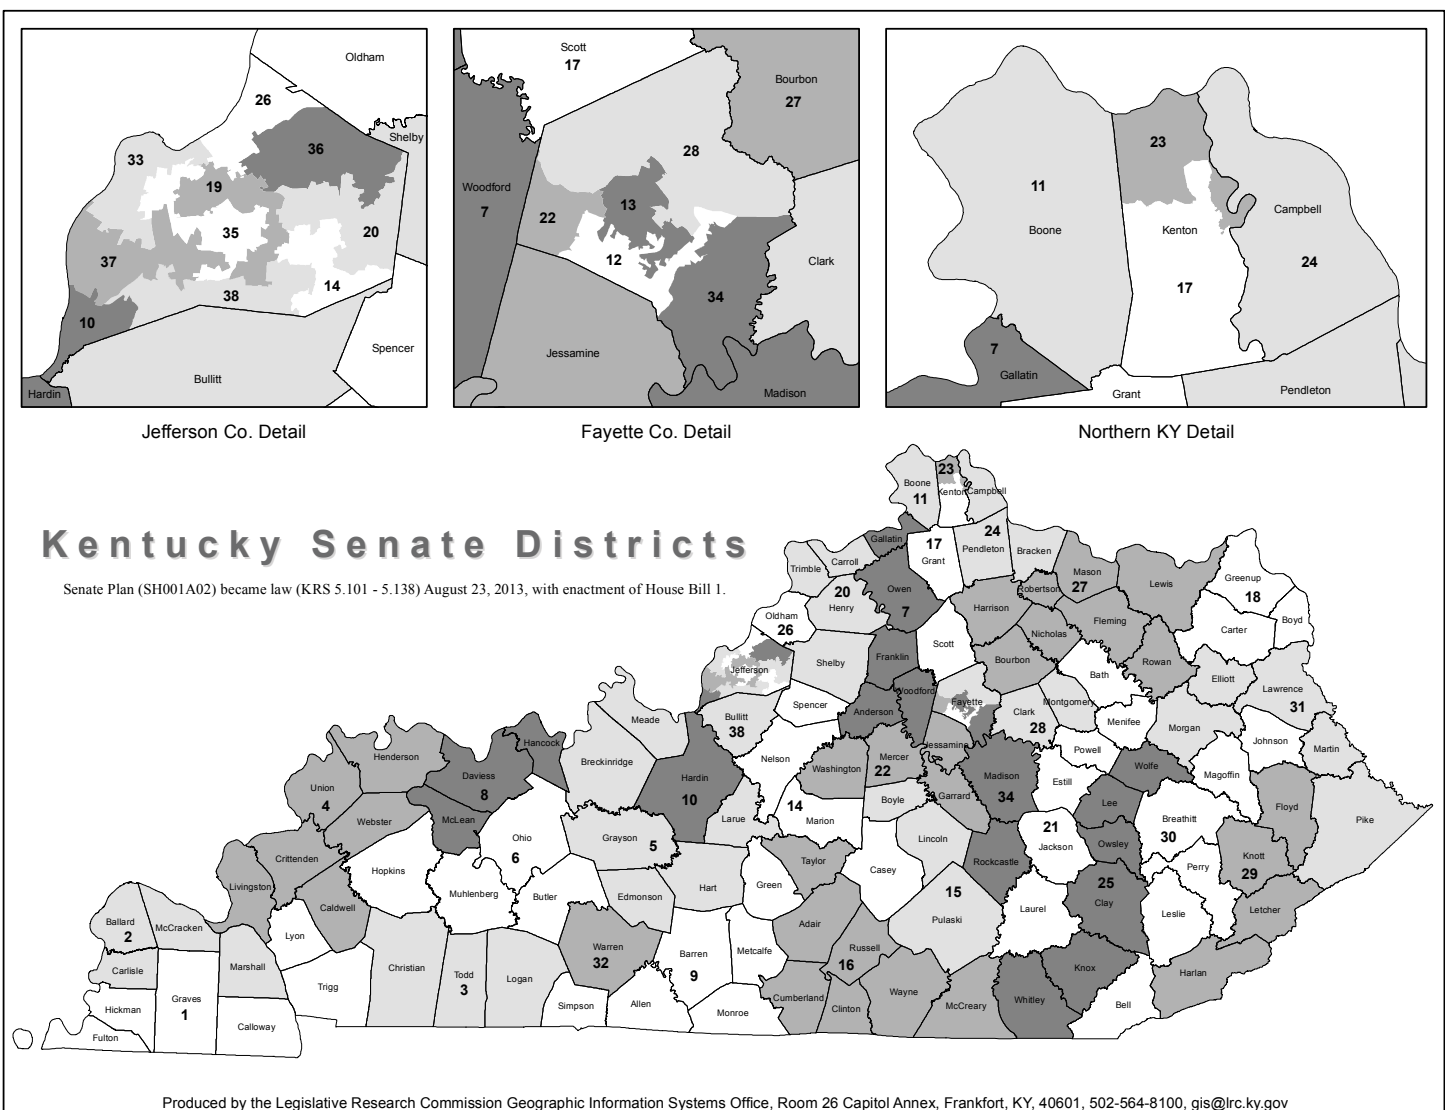 Oldham
Scott
17
26
Bourbon
27
Shelby
36
23
33
28
11
19
Woodford
7
13
Campbell
22
35
20
Boone
Kenton
12
Clark
37
24
14
17
38
34
10
Spencer
7
Jessamine
Gallatin
Bullitt
Hardin
Madison
Grant
Pendleton
Jefferson Co. Detail
Fayette Co. Detail
Northern KY Detail
Kentucky Senate Districts
Senate Plan (SH001A02) became law (KRS 5.101 - 5.138) August 23, 2013, with enactment of House Bill 1.
23
Boone
11
Kenton
Campbell
24
Gallatin
17
Grant
Pendleton
Bracken
Carroll
Trimble
Mason
27
Robertson
Lewis
Greenup
18
Owen
7
20
Henry
Harrison
Oldham
26
Fleming
Boyd
Carter
Nicholas
Scott
Franklin
Shelby
Jefferson
Bourbon
Rowan
Bath
Elliott
Lawrence
31
Woodford
Fayette
Montgomery
Clark
28
Spencer
Anderson
Bullitt
38
Meade
Menifee
Morgan
Hancock
Jessamine
Powell
Johnson
Martin
Henderson
Breckinridge
Nelson
Washington
Mercer
22
Daviess
8
Hardin
10
Madison
34
Estill
Wolfe
Magoffin
Union
4
Garrard
Boyle
14
Marion
Lee
Floyd
Webster
McLean
Larue
Breathitt
30
Pike
21
Jackson
Ohio
6
Grayson
5
Lincoln
Owsley
Crittenden
Taylor
Rockcastle
Knott
29
Hopkins
Casey
Perry
Livingston
Green
Hart
25
Clay
Muhlenberg
Butler
Edmonson
15
Pulaski
Caldwell
Laurel
Leslie
Letcher
Ballard
2
McCracken
Adair
Lyon
Warren
32
Russell
16
Barren
9
Metcalfe
Marshall
Christian
Carlisle
Todd
3
Logan
Knox
Harlan
Trigg
Graves
1
Wayne
Cumberland
Whitley
McCreary
Bell
Simpson
Allen
Clinton
Hickman
Monroe
Calloway
Fulton
Produced by the Legislative Research Commission Geographic Information Systems Office, Room 26 Capitol Annex, Frankfort, KY, 40601, 502-564-8100, gis@lrc.ky.gov